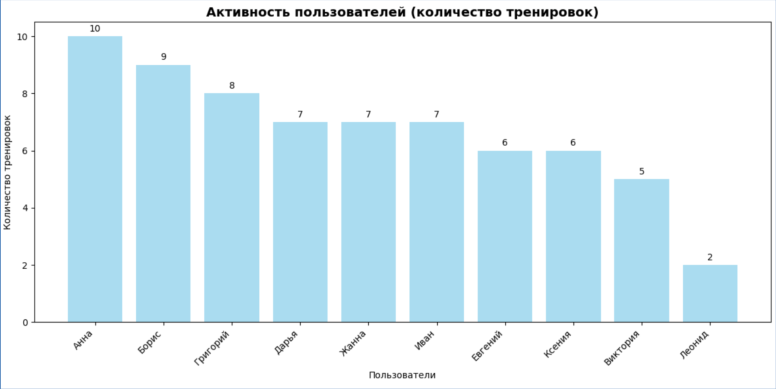 Активность пользователей (количество тренировок)
Количество тренировок
10
8
6
4
2
0
10
9
8
7
7
7
6
6
5
2
Анна
Борис
Григорий
Дарья
Жанна
Иван
Евгений
Ксения
Виктория
Леонид
Пользователи